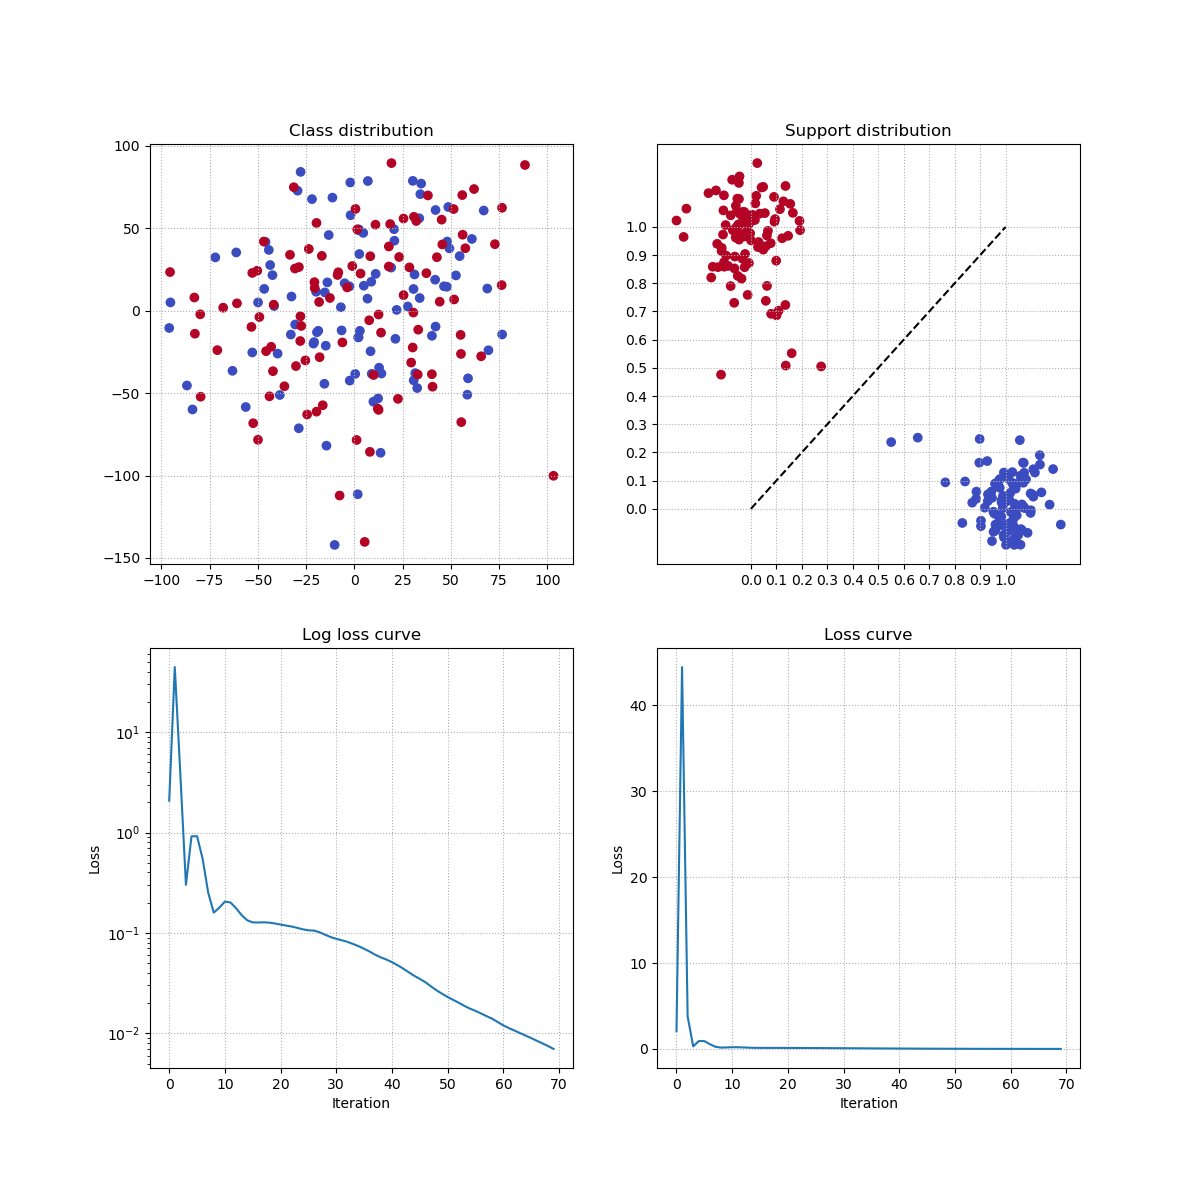 Class distribution
100
50
0
−50
−100
−150
−100 −75 −50 −25 0 25 50 75 100
Support distribution
1.0
0.9
0.8
0.7
0.6
0.5
0.4
0.3
0.2
0.1
0.0
0.0 0.1 0.2 0.3 0.4 0.5 0.6 0.7 0.8 0.9 1.0
Log loss curve
Loss
10¹
10⁰
10⁻¹
10⁻²
0 10 20 30 40 50 60 70
Iteration
Loss curve
Loss
40
30
20
10
0
0 10 20 30 40 50 60 70
Iteration